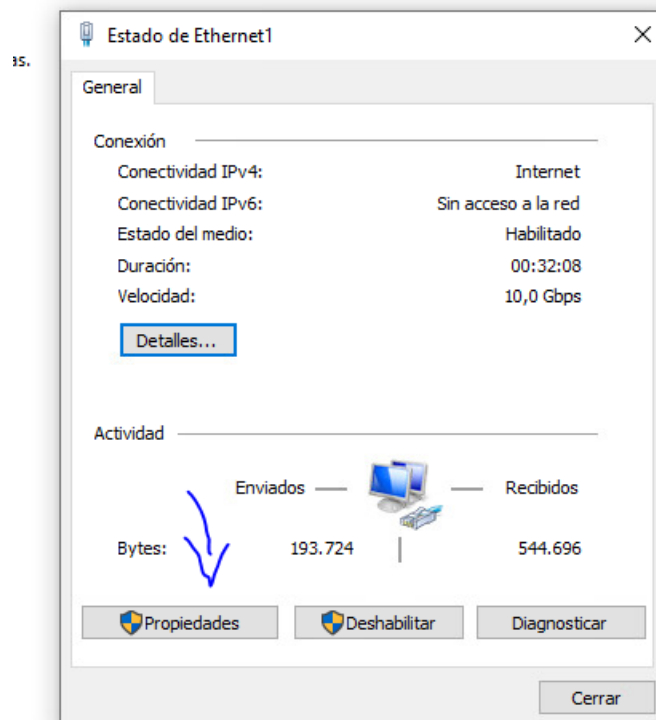 Estado de Ethernet1
as.
General
Conexión
Conectividad IPv4: Internet
Conectividad IPv6: Sin acceso a la red
Estado del medio: Habilitado
Duración: 00:32:08
Velocidad: 10,0 Gbps
Detalles...
Actividad
Enviados — — Recibidos
Bytes: 193.724 | 544.696
Propiedades Deshabilitar Diagnosticar
Cerrar